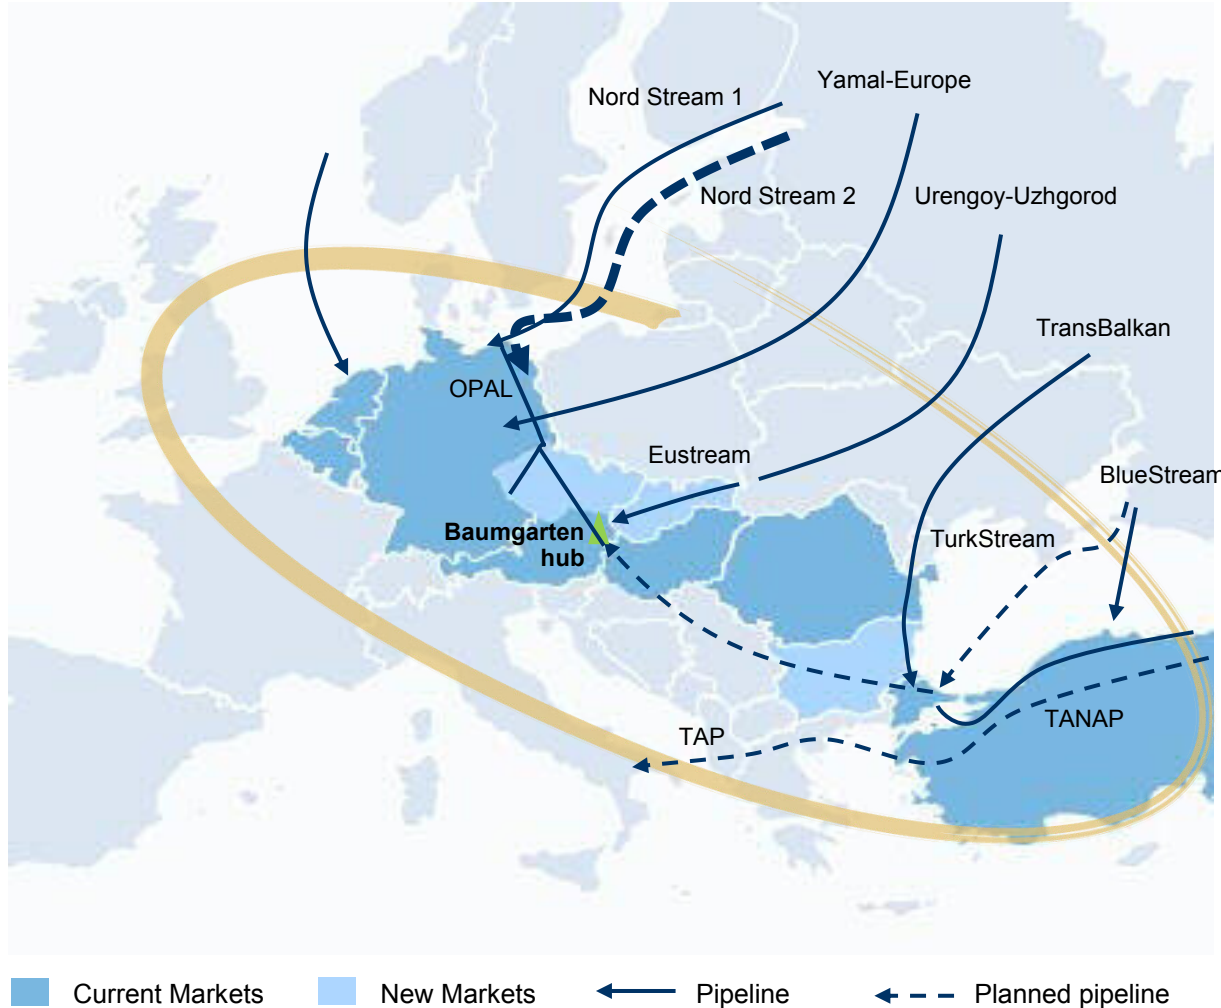 Yamal-Europe
Nord Stream 1
Nord Stream 2
Urengoy-Uzhgorod
TransBalkan
OPAL
Eustream
BlueStream
Baumgarten
hub
TurkStream
TANAP
TAP
Current Markets
New Markets
Pipeline
Planned pipeline